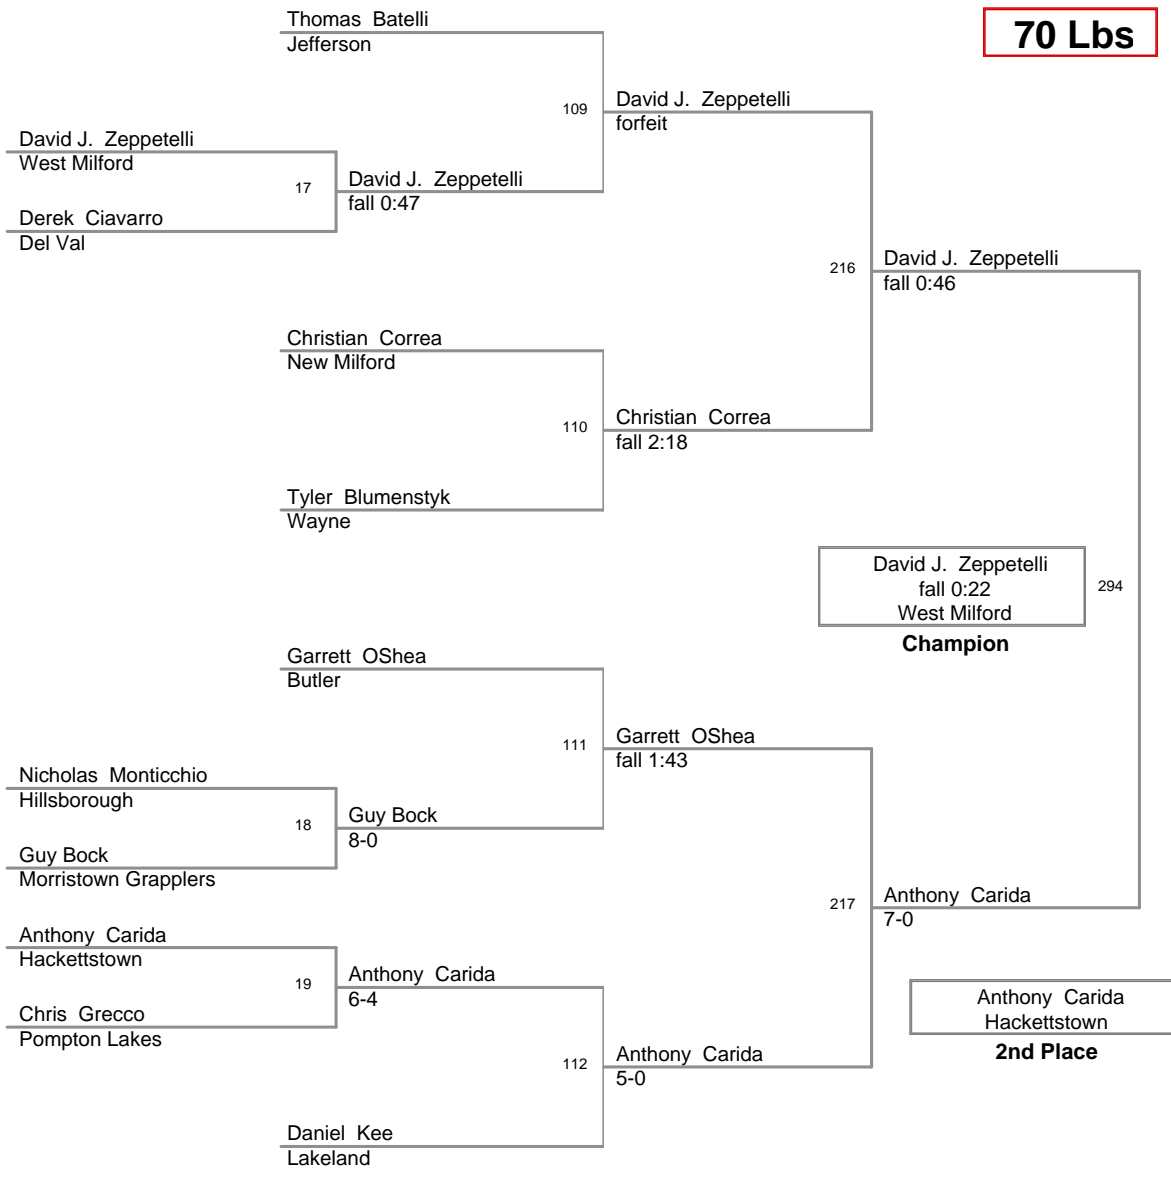 Thomas Batelli
Jefferson
70 Lbs
109
David J. Zeppetelli
forfeit
David J. Zeppetelli
West Milford
17
David J. Zeppetelli
fall 0:47
Derek Ciavarro
Del Val
216
David J. Zeppetelli
fall 0:46
Christian Correa
New Milford
110
Christian Correa
fall 2:18
Tyler Blumenstyk
Wayne
David J. Zeppetelli
fall 0:22
West Milford
294
Champion
Garrett OShea
Butler
111
Garrett OShea
fall 1:43
Nicholas Monticchio
Hillsborough
18
Guy Bock
8-0
Guy Bock
Morristown Grapplers
217
Anthony Carida
7-0
Anthony Carida
Hackettstown
19
Anthony Carida
6-4
Chris Grecco
Pompton Lakes
Anthony Carida
Hackettstown
2nd Place
112
Anthony Carida
5-0
Daniel Kee
Lakeland